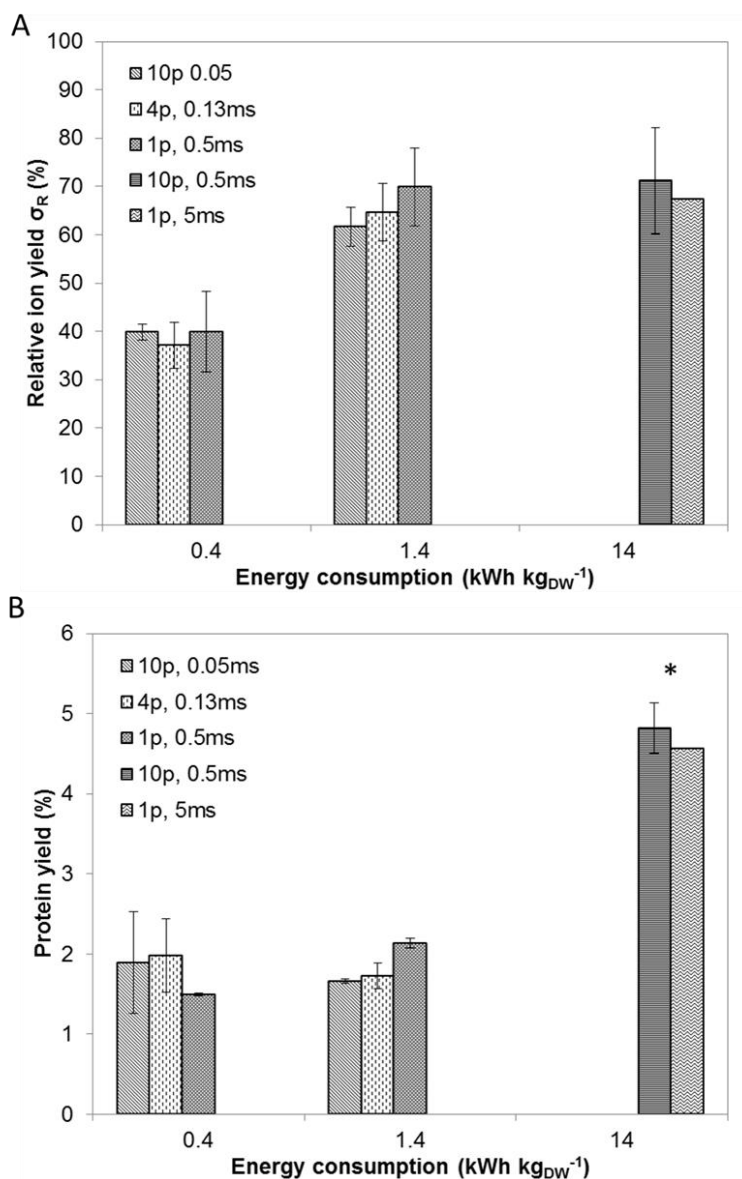 A
100
90
80
70
60
50
40
30
20
10
0
Relative ion yield σR (%)
10p 0.05
4p, 0.13ms
1p, 0.5ms
10p, 0.5ms
1p, 5ms
0.4 1.4 14
Energy consumption (kWh kgDW-1)
B
6
5
4
3
2
1
0
Protein yield (%)
10p, 0.05ms
4p, 0.13ms
1p, 0.5ms
10p, 0.5ms
1p, 5ms
*
0.4 1.4 14
Energy consumption (kWh kgDW-1)